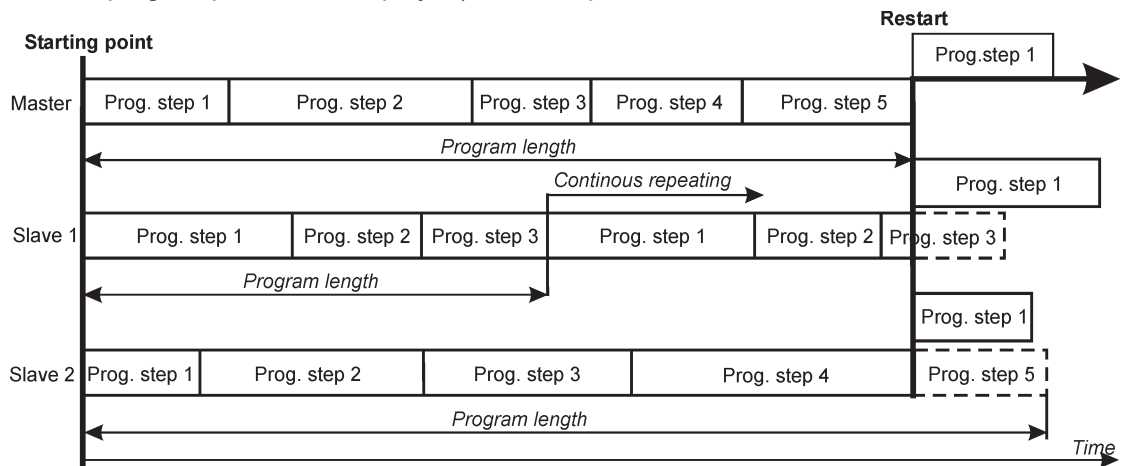 Restart
Starting point
Prog.step 1
Master
Prog. step 1
Prog. step 2
Prog. step 3
Prog. step 4
Prog. step 5
Program length
Continous repeating
Prog. step 1
Slave 1
Prog. step 1
Prog. step 2
Prog. step 3
Prog. step 1
Prog. step 2
Prog. step 3
Program length
Prog. step 1
Slave 2
Prog. step 1
Prog. step 2
Prog. step 3
Prog. step 4
Prog. step 5
Program length
Time